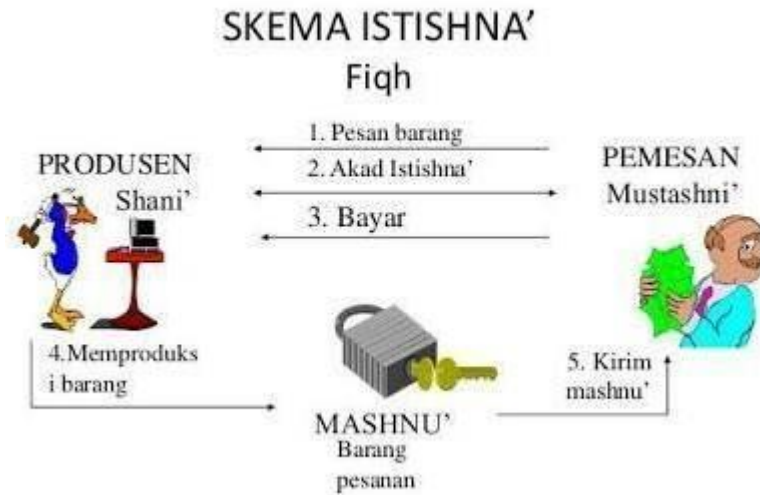 SKEMA ISTISHNA’
Fiqh
1. Pesan barang
PRODUSEN
Shani’
2. Akad Istishna’
PEMESAN
Mustashni’
3. Bayar
4.Memproduks
i barang
5. Kirim
mashnu’
MASHNU’
Barang
pesanan